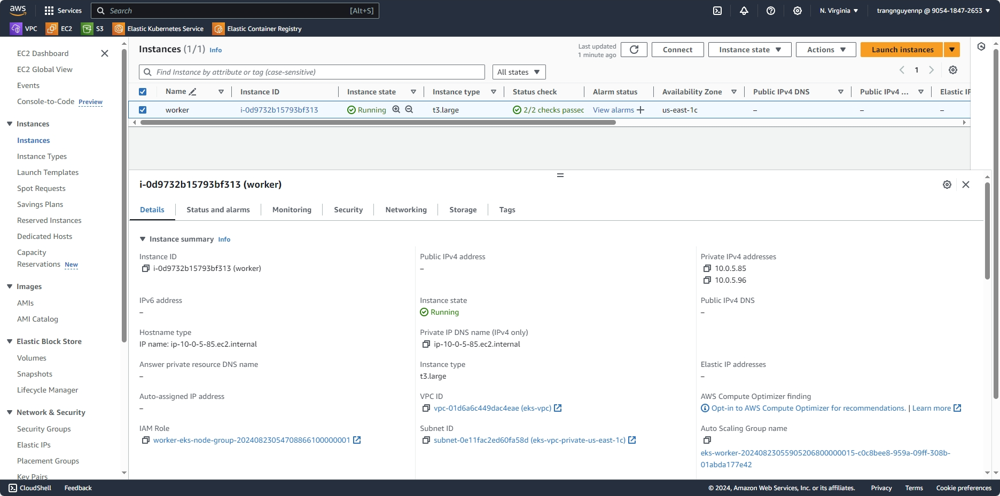 aws
Services
Search
[Alt+S]
N. Virginia
trangnguyennp @ 9054-1847-2653
VPC
EC2
S3
Elastic Kubernetes Service
Elastic Container Registry
EC2 Dashboard
EC2 Global View
Events
Console-to-Code Preview
Instances
Instances
Instance Types
Launch Templates
Spot Requests
Savings Plans
Reserved Instances
Dedicated Hosts
Capacity
Reservations New
Images
AMIs
AMI Catalog
Elastic Block Store
Volumes
Snapshots
Lifecycle Manager
Network & Security
Security Groups
Elastic IPs
Placement Groups
Key Pairs
Instances (1/1) Info
Last updated
1 minute ago
Connect
Instance state
Actions
Launch instances
Find Instance by attribute or tag (case-sensitive)
All states
1
Name
Instance ID
Instance state
Instance type
Status check
Alarm status
Availability Zone
Public IPv4 DNS
Public IPv4 ...
Elastic IP
worker
i-0d9732b15793bf313
Running
t3.large
2/2 checks passec
View alarms
us-east-1c
–
–
–
i-0d9732b15793bf313 (worker)
Details
Status and alarms
Monitoring
Security
Networking
Storage
Tags
Instance summary Info
Instance ID
i-0d9732b15793bf313 (worker)
Public IPv4 address
–
Private IPv4 addresses
10.0.5.85
10.0.5.96
IPv6 address
–
Instance state
Running
Public IPv4 DNS
–
Hostname type
IP name: ip-10-0-5-85.ec2.internal
Private IP DNS name (IPv4 only)
ip-10-0-5-85.ec2.internal
Answer private resource DNS name
–
Instance type
t3.large
Elastic IP addresses
–
Auto-assigned IP address
–
VPC ID
vpc-01d6a6c449dac4eae (eks-vpc)
AWS Compute Optimizer finding
Opt-in to AWS Compute Optimizer for recommendations. | Learn more
IAM Role
worker-eks-node-group-20240823054708866100000001
Subnet ID
subnet-0e11fac2ed60fa58d (eks-vpc-private-us-east-1c)
Auto Scaling Group name
eks-worker-20240823055905206800000015-c0c8bee8-959a-09ff-308b-
01abda177e42
CloudShell
Feedback
© 2024, Amazon Web Services, Inc. or its affiliates.
Privacy
Terms
Cookie preferences